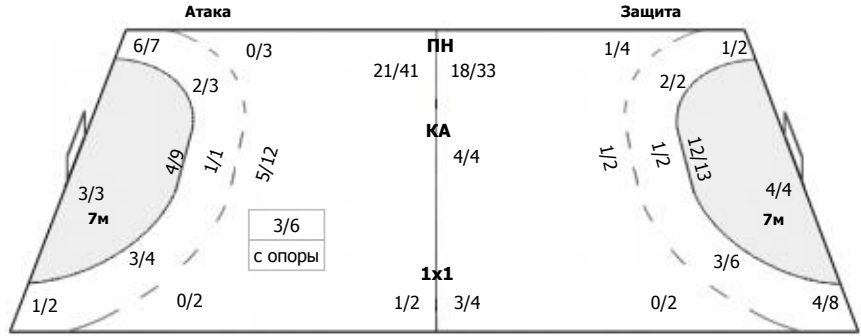 Атака Защита
6/7 0/3 ПН 1/4 1/2
21/41 18/33
2/3 2/2
КА
4/9 1/1 5/12 4/4 1/2 1/2 12/13
3/3 4/4
7м 7м
3/6
с опоры
3/4 3/6
1x1
1/2 0/2 1/2 3/4 0/2 4/8